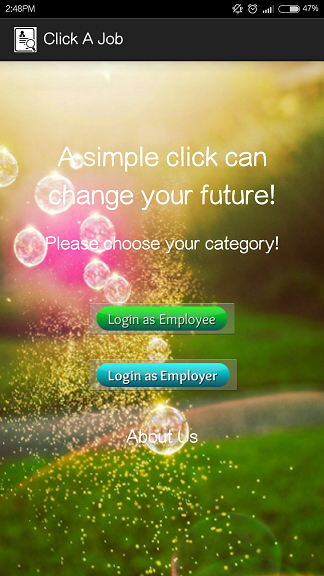 2:48PM 47%
Click A Job
A simple click can
change your future!
Please choose your category!
Login as Employee
Login as Employer
About Us